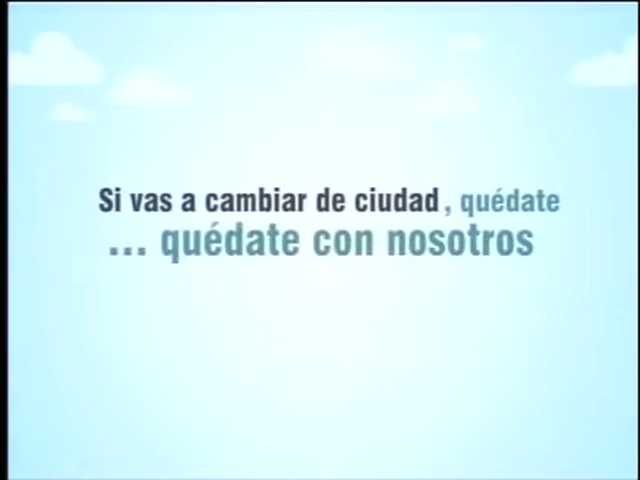 Si vas a cambiar de ciudad, quédate
... quédate con nosotros